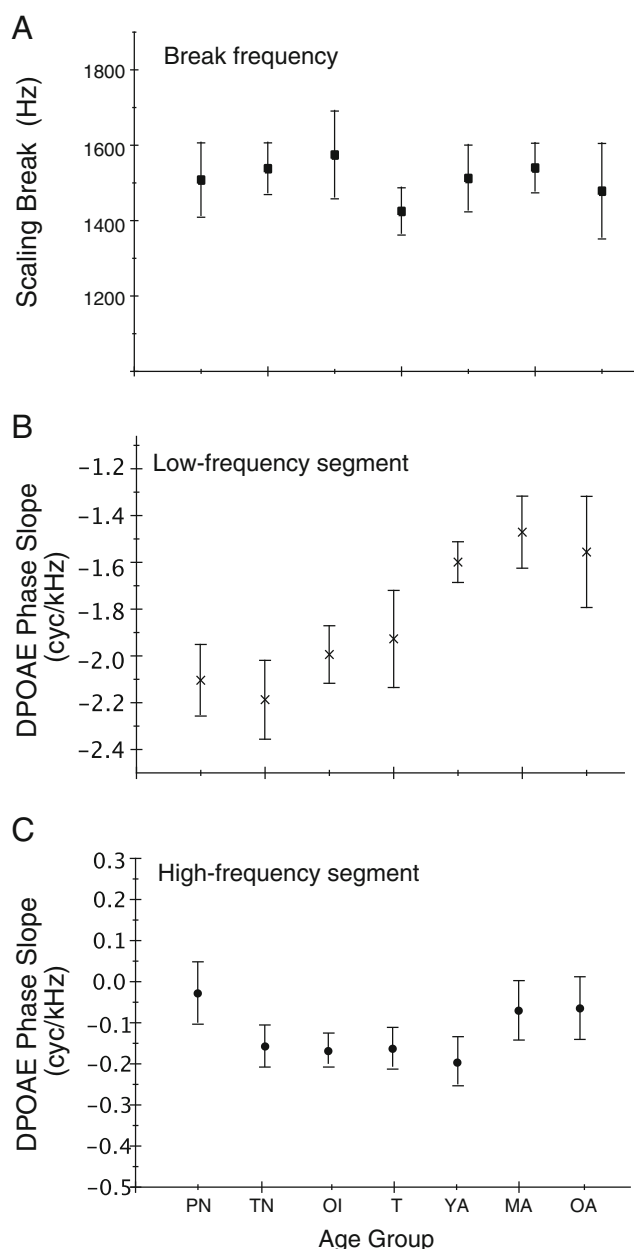 A
Break frequency
Scaling Break (Hz)
1800
1600
1400
1200
B
Low-frequency segment
DPOAE Phase Slope
(cyc/kHz)
−1.2
−1.4
−1.6
−1.8
−2.0
−2.2
−2.4
C
High-frequency segment
DPOAE Phase Slope
(cyc/kHz)
0.3
0.2
0.1
0.0
−0.1
−0.2
−0.3
−0.4
−0.5
PN TN OI T YA MA OA
Age Group